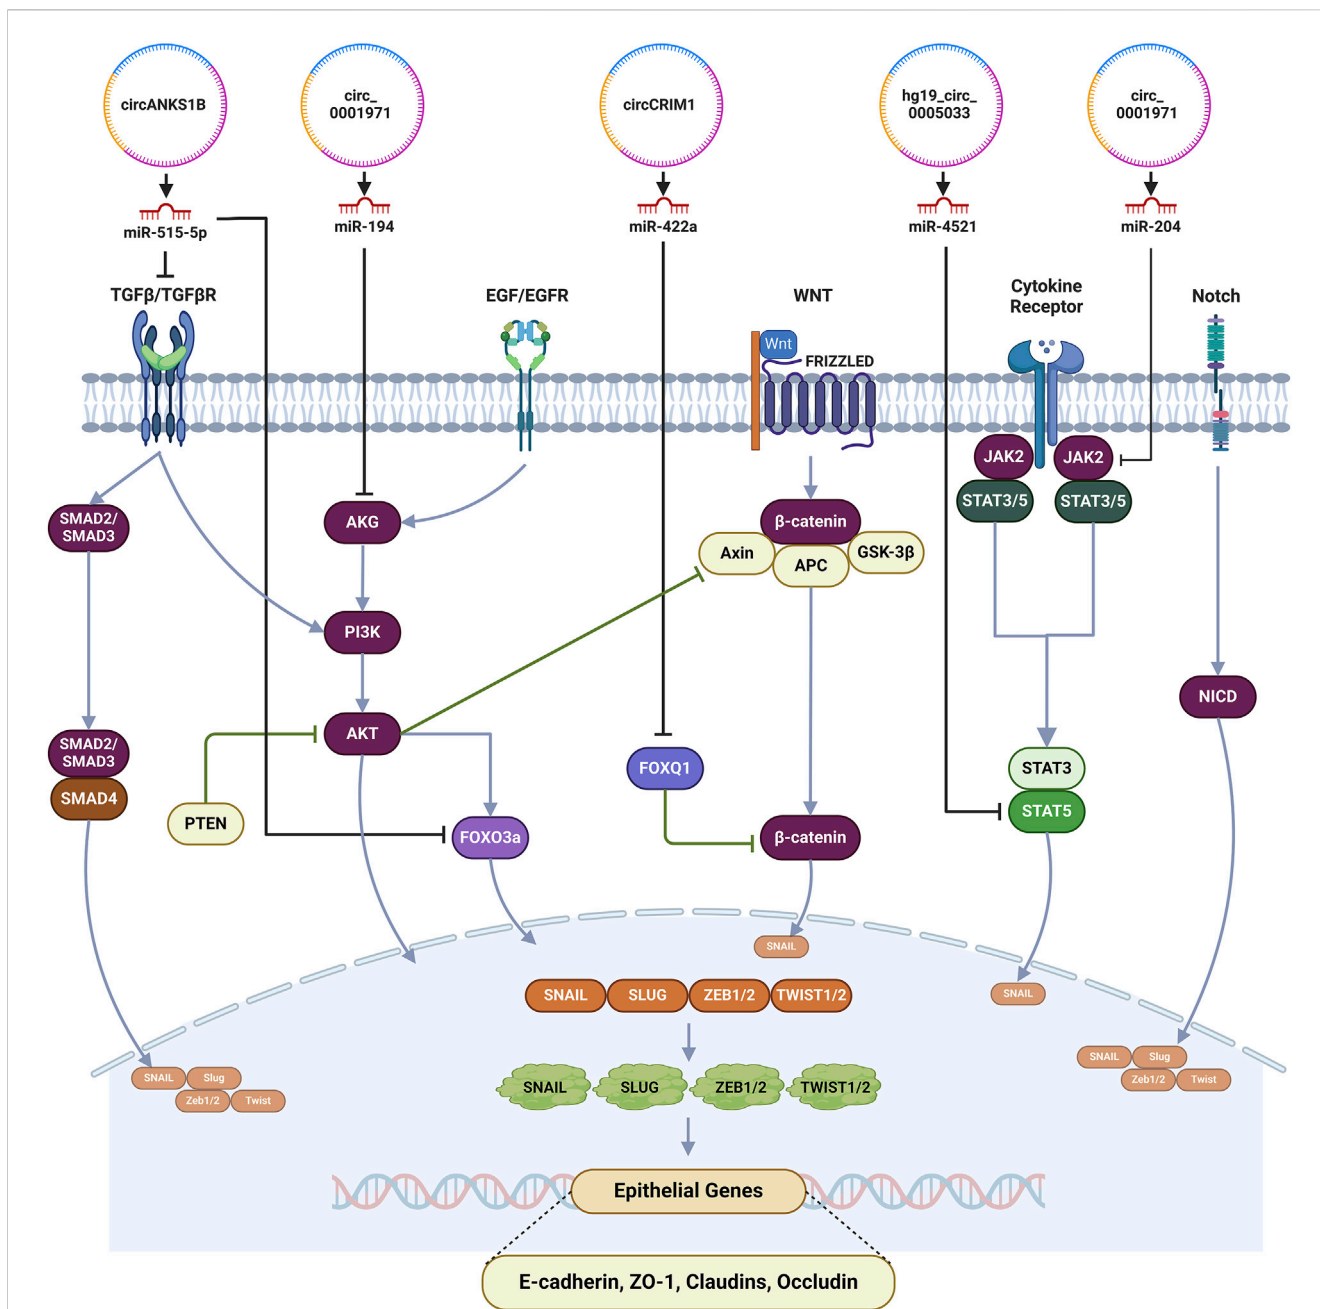 circANKS1B
circ_
0001971
circCRIM1
hg19_circ_
0005033
circ_
0001971
miR-515-5p
miR-194
miR-422a
miR-4521
miR-204
TGFβ/TGFβR
EGF/EGFR
WNT
Cytokine
Receptor
Notch
Wnt
FRIZZLED
JAK2
JAK2
STAT3/5
STAT3/5
SMAD2/
SMAD3
AKG
β-catenin
Axin
APC
GSK-3β
PI3K
NICD
AKT
SMAD2/
SMAD3
SMAD4
PTEN
FOXO3a
FOXQ1
β-catenin
STAT3
STAT5
SNAIL
SNAIL
SNAIL
SLUG
ZEB1/2
TWIST1/2
SNAIL
Slug
Zeb1/2
Twist
SNAIL
Slug
Zeb1/2
Twist
SNAIL
SLUG
ZEB1/2
TWIST1/2
Epithelial Genes
E-cadherin, ZO-1, Claudins, Occludin